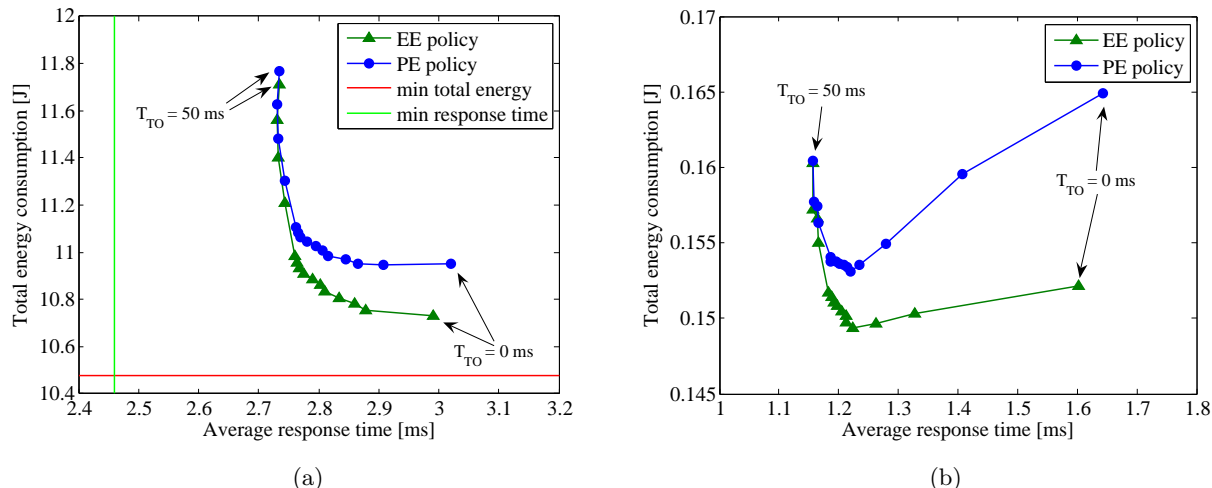 12
11.8
11.6
11.4
11.2
11
10.8
10.6
10.4
2.4
2.5
2.6
2.7
2.8
2.9
3
3.1
3.2
Total energy consumption [J]
Average response time [ms]
EE policy
PE policy
min total energy
min response time
T_TO = 50 ms
T_TO = 0 ms
(a)
0.17
0.165
0.16
0.155
0.15
0.145
1
1.1
1.2
1.3
1.4
1.5
1.6
1.7
1.8
Total energy consumption [J]
Average response time [ms]
EE policy
PE policy
T_TO = 50 ms
T_TO = 0 ms
(b)